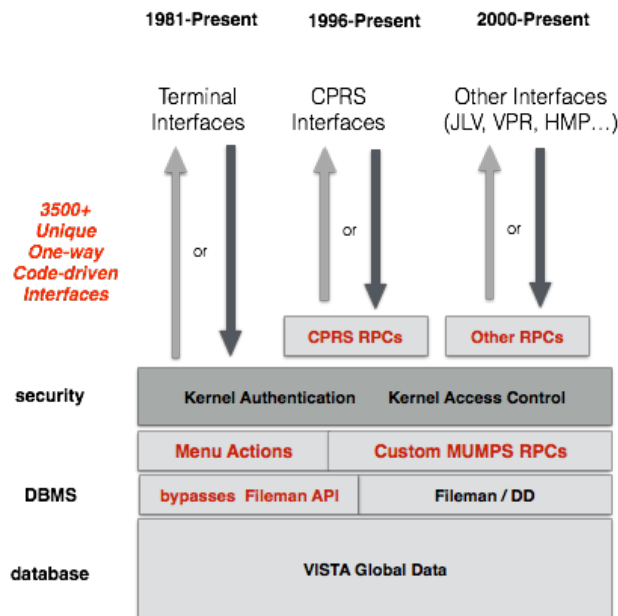 1981-Present 1996-Present 2000-Present
Terminal CPRS Other Interfaces
Interfaces Interfaces (JLV, VPR, HMP...)
3500+
Unique
One-way
Code-driven
Interfaces
or or or
CPRS RPCs Other RPCs
security Kernel Authentication Kernel Access Control
Menu Actions Custom MUMPS RPCs
DBMS bypasses Fileman API Fileman / DD
database VISTA Global Data